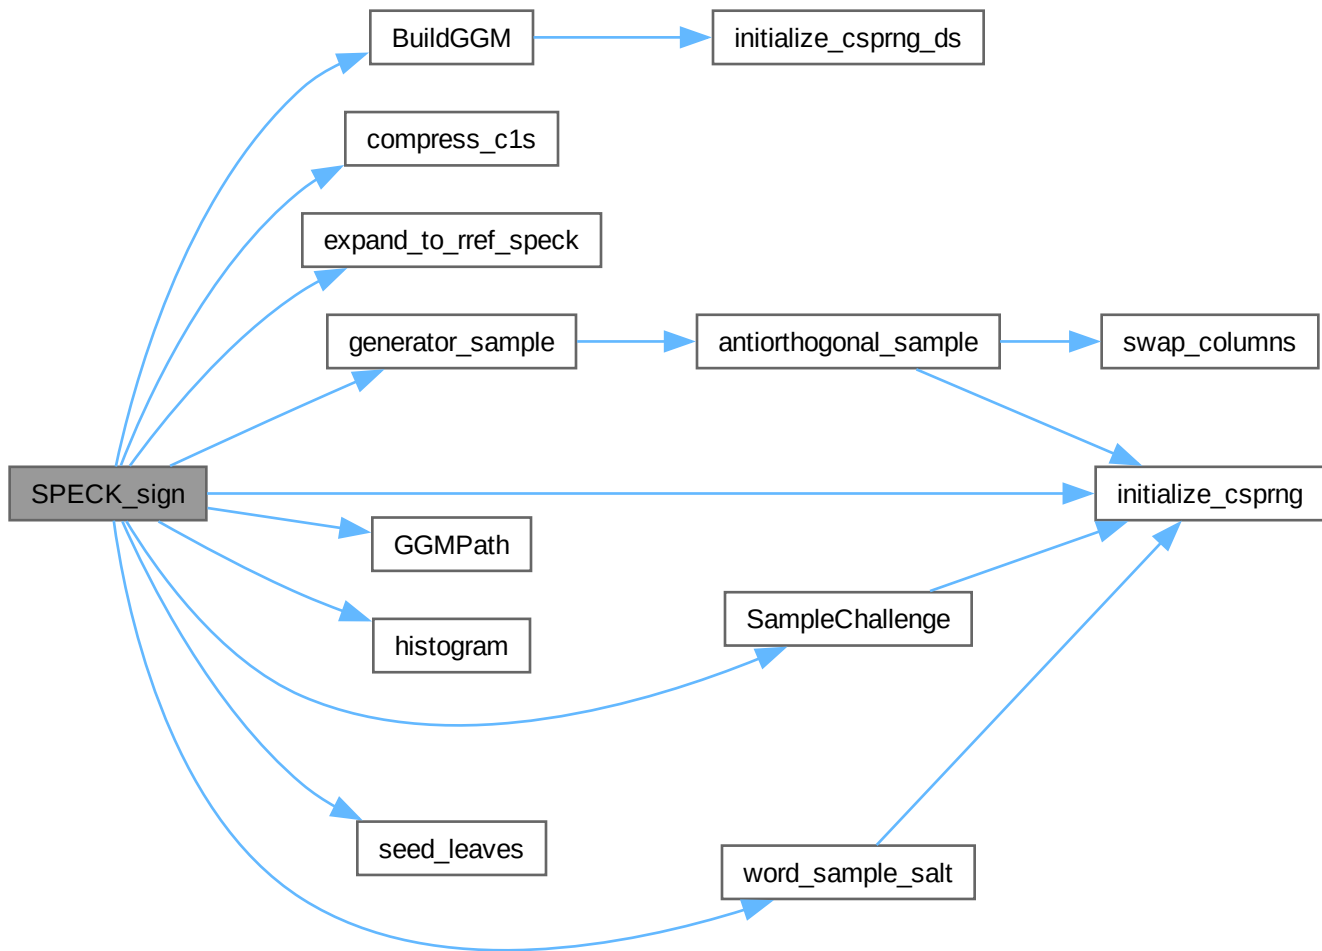 BuildGGM
initialize_csprng_ds
compress_c1s
expand_to_rref_speck
generator_sample
antiorthogonal_sample
swap_columns
SPECK_sign
initialize_csprng
GGMPath
SampleChallenge
histogram
seed_leaves
word_sample_salt